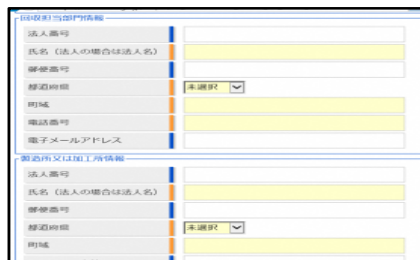 回収担当部門情報
法人番号
氏名（法人の場合は法人名）
郵便番号
都道府県
未選択
町域
電話番号
電子メールアドレス
製造所又は加工所情報
法人番号
氏名（法人の場合は法人名）
郵便番号
都道府県
未選択
町域